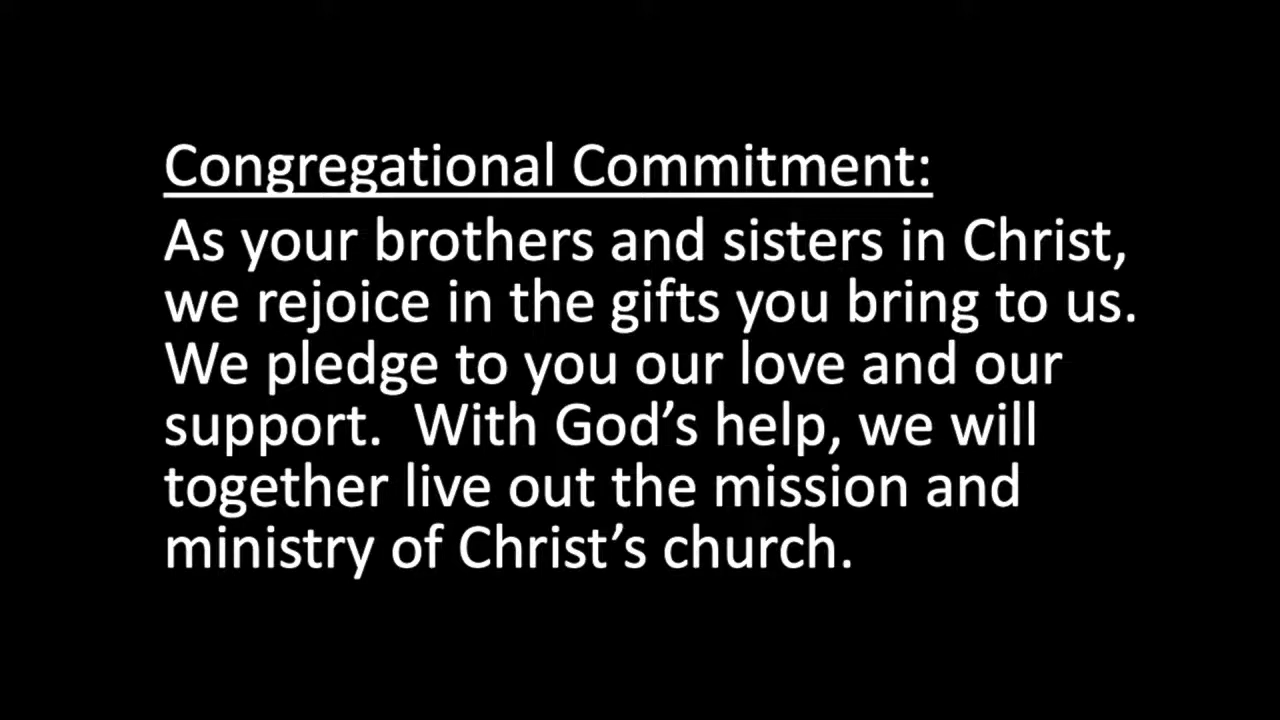 Congregational Commitment:
As your brothers and sisters in Christ,
we rejoice in the gifts you bring to us.
We pledge to you our love and our
support.  With God’s help, we will
together live out the mission and
ministry of Christ’s church.